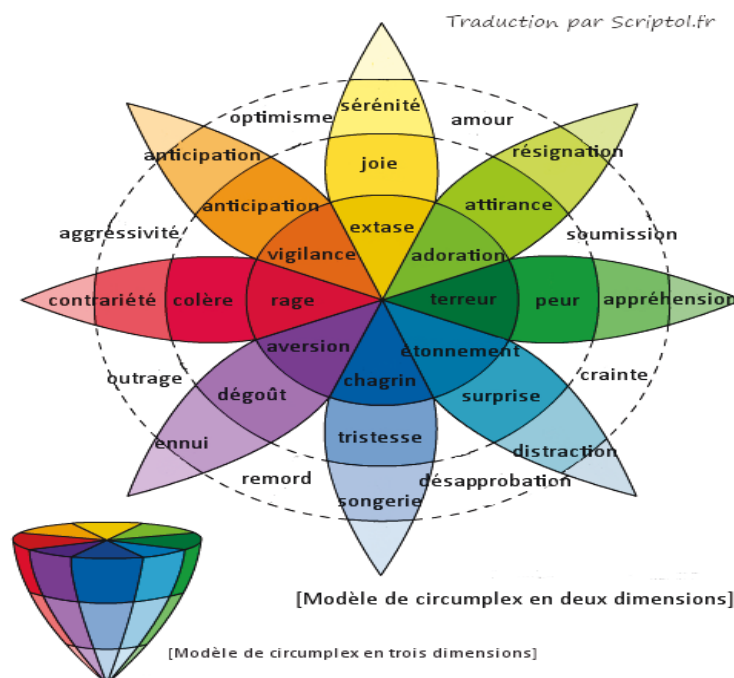 Traduction par Scriptol.fr
optimisme
sérénité
amour
anticipation
joie
résignation
anticipation
attirance
aggréssivité
extase
soumission
vigilance
adoration
contrariété
colère
rage
terreur
peur
appréhension
aversion
étonnement
outrage
dégoût
chagrin
surprise
crainte
ennui
tristesse
distraction
remord
songerie
désapprobation
[Modèle de circumplex en deux dimensions]
[Modèle de circumplex en trois dimensions]